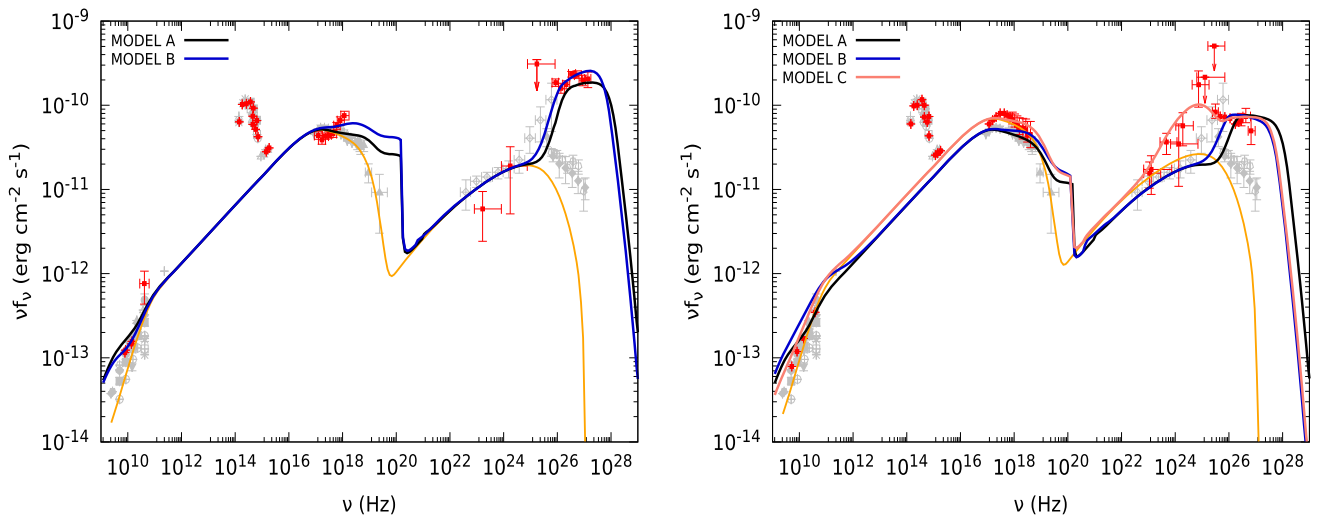 MODEL A
MODEL B
10^-9
10^-10
10^-11
10^-12
10^-13
10^-14
νf_ν (erg cm^-2 s^-1)
10^10 10^12 10^14 10^16 10^18 10^20 10^22 10^24 10^26 10^28
ν (Hz)
MODEL A
MODEL B
MODEL C
10^-9
10^-10
10^-11
10^-12
10^-13
10^-14
νf_ν (erg cm^-2 s^-1)
10^10 10^12 10^14 10^16 10^18 10^20 10^22 10^24 10^26 10^28
ν (Hz)